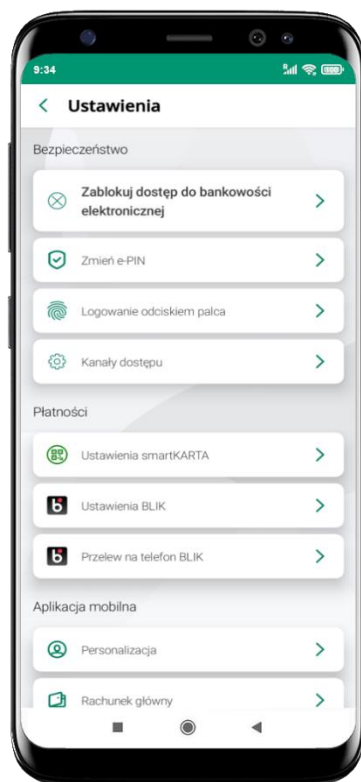 9:34
Ustawienia
Bezpieczeństwo
Zablokuj dostęp do bankowości
elektronicznej
Zmień e-PIN
Logowanie odciskiem palca
Kanały dostępu
Płatności
Ustawienia smartKARTA
Ustawienia BLIK
Przelew na telefon BLIK
Aplikacja mobilna
Personalizacja
Rachunek główny